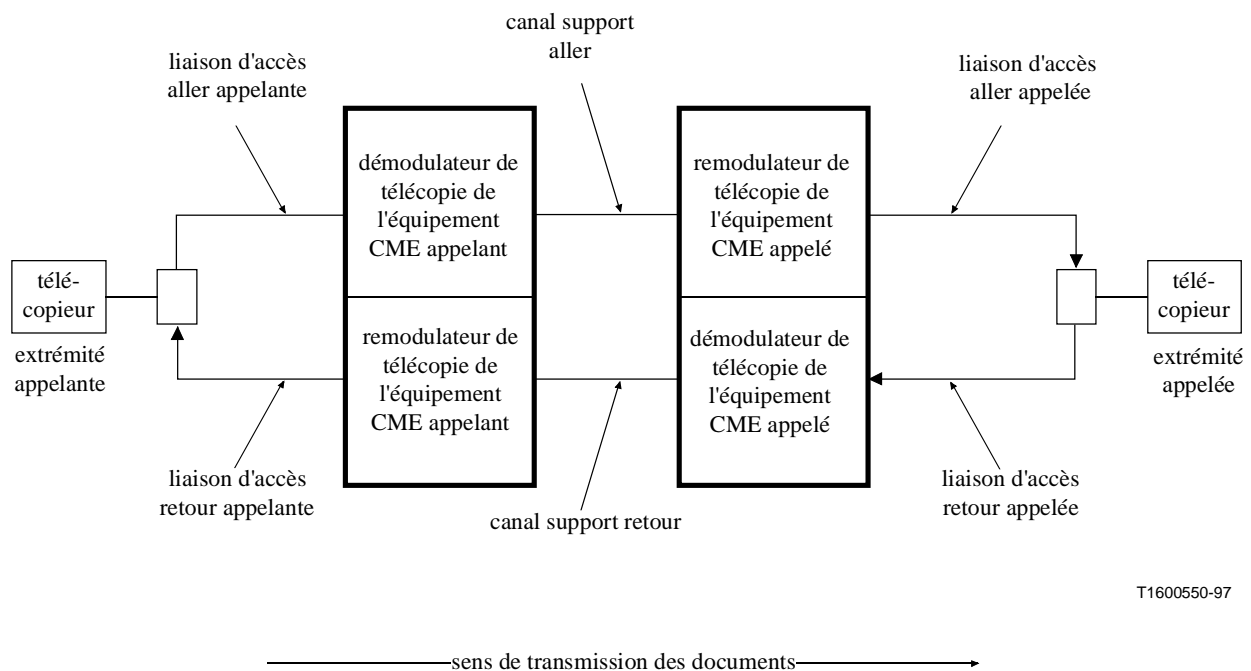 canal support
aller
liaison d'accès
aller appelante
liaison d'accès
aller appelée
démodulateur de
télécopie de
l'équipement
CME appelant
remodulateur de
télécopie de
l'équipement
CME appelé
télé-
copieur
extrémité
appelante
remodulateur de
télécopie de
l'équipement
CME appelant
démodulateur de
télécopie de
l'équipement
CME appelé
télé-
copieur
extrémité
appelée
liaison d'accès
retour appelante
canal support retour
liaison d'accès
retour appelée
T1600550-97
sens de transmission des documents